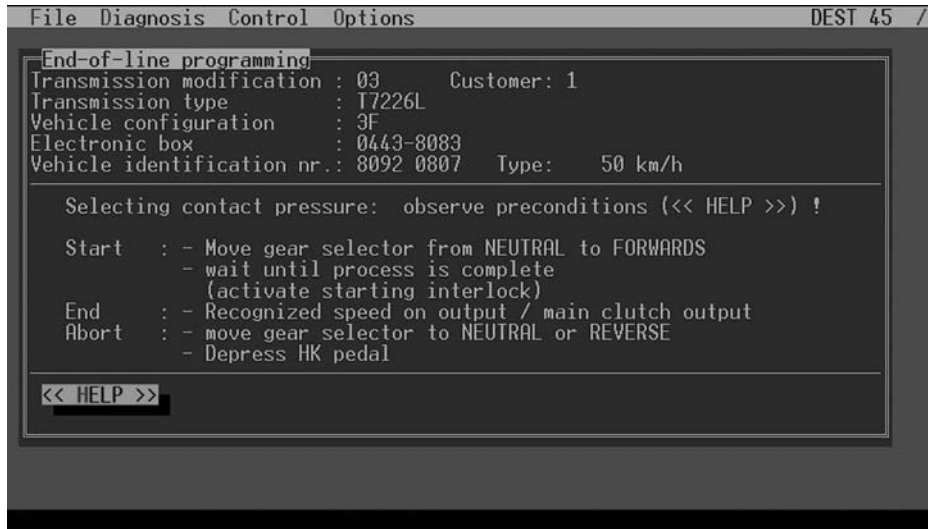 File Diagnosis Control Options DEST 45 /
End-of-line programming
Transmission modification : 03 Customer: 1
Transmission type : T7226L
Vehicle configuration : 3F
Electronic box : 0443-8083
Vehicle identification nr.: 8092 0807 Type: 50 km/h
Selecting contact pressure: observe preconditions (<< HELP >>) !
Start : - Move gear selector from NEUTRAL to FORWARDS
- wait until process is complete
(activate starting interlock)
End : - Recognized speed on output / main clutch output
Abort : - move gear selector to NEUTRAL or REVERSE
- Depress HK pedal
<< HELP >>